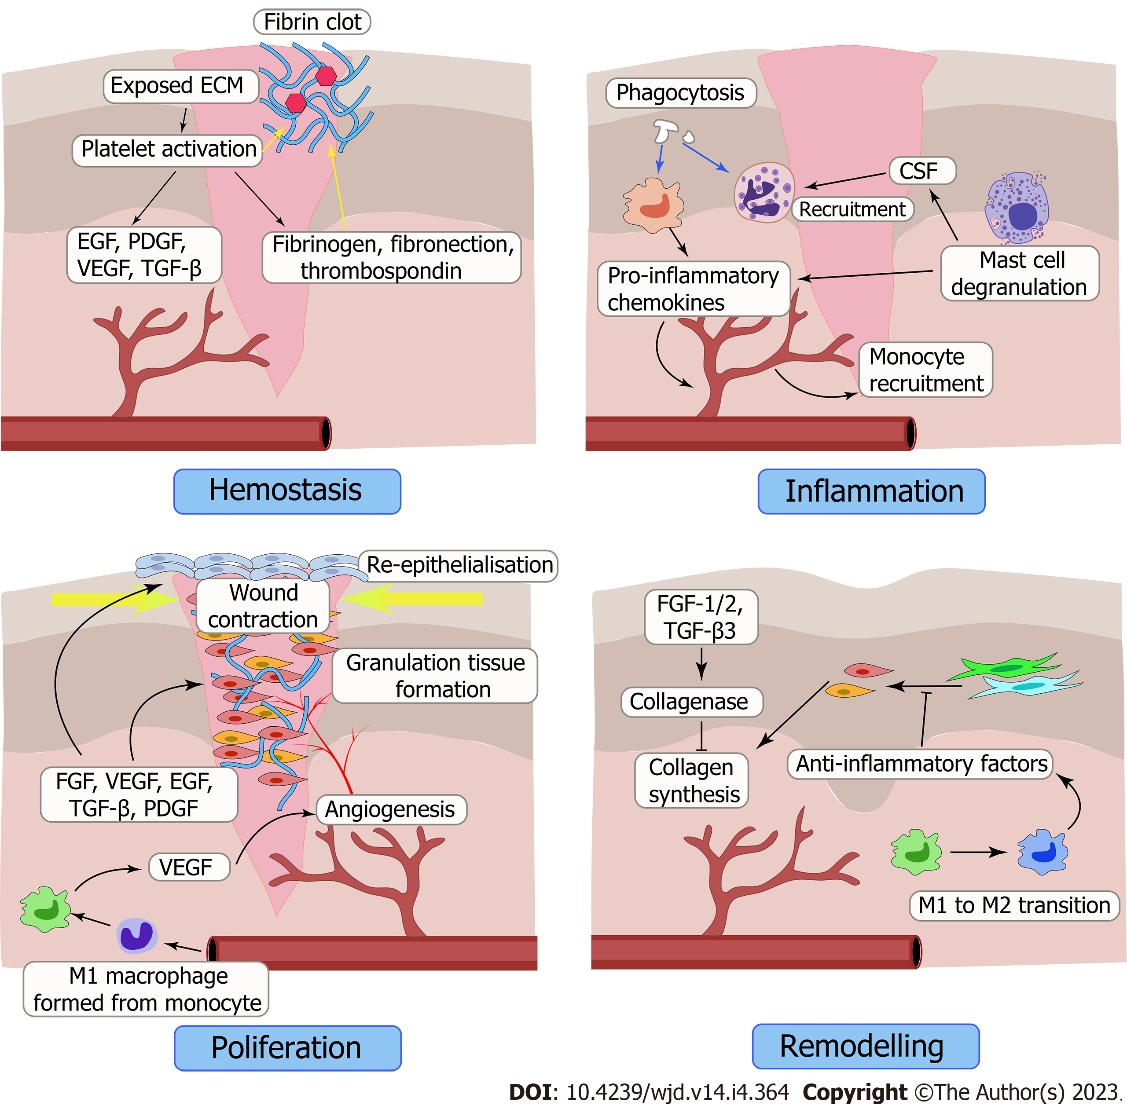 Fibrin clot
Exposed ECM
Platelet activation
EGF, PDGF,
VEGF, TGF-β
Fibrinogen, fibronection,
thrombospondin
Hemostasis
Phagocytosis
CSF
Recruitment
Pro-inflammatory
chemokines
Mast cell
degranulation
Monocyte
recruitment
Inflammation
Re-epithelialisation
Wound
contraction
Granulation tissue
formation
FGF, VEGF, EGF,
TGF-β, PDGF
Angiogenesis
VEGF
M1 macrophage
formed from monocyte
Poliferation
FGF-1/2,
TGF-β3
Collagenase
Collagen
synthesis
Anti-inflammatory factors
M1 to M2 transition
Remodelling
DOI: 10.4239/wjd.v14.i4.364 Copyright ©The Author(s) 2023.